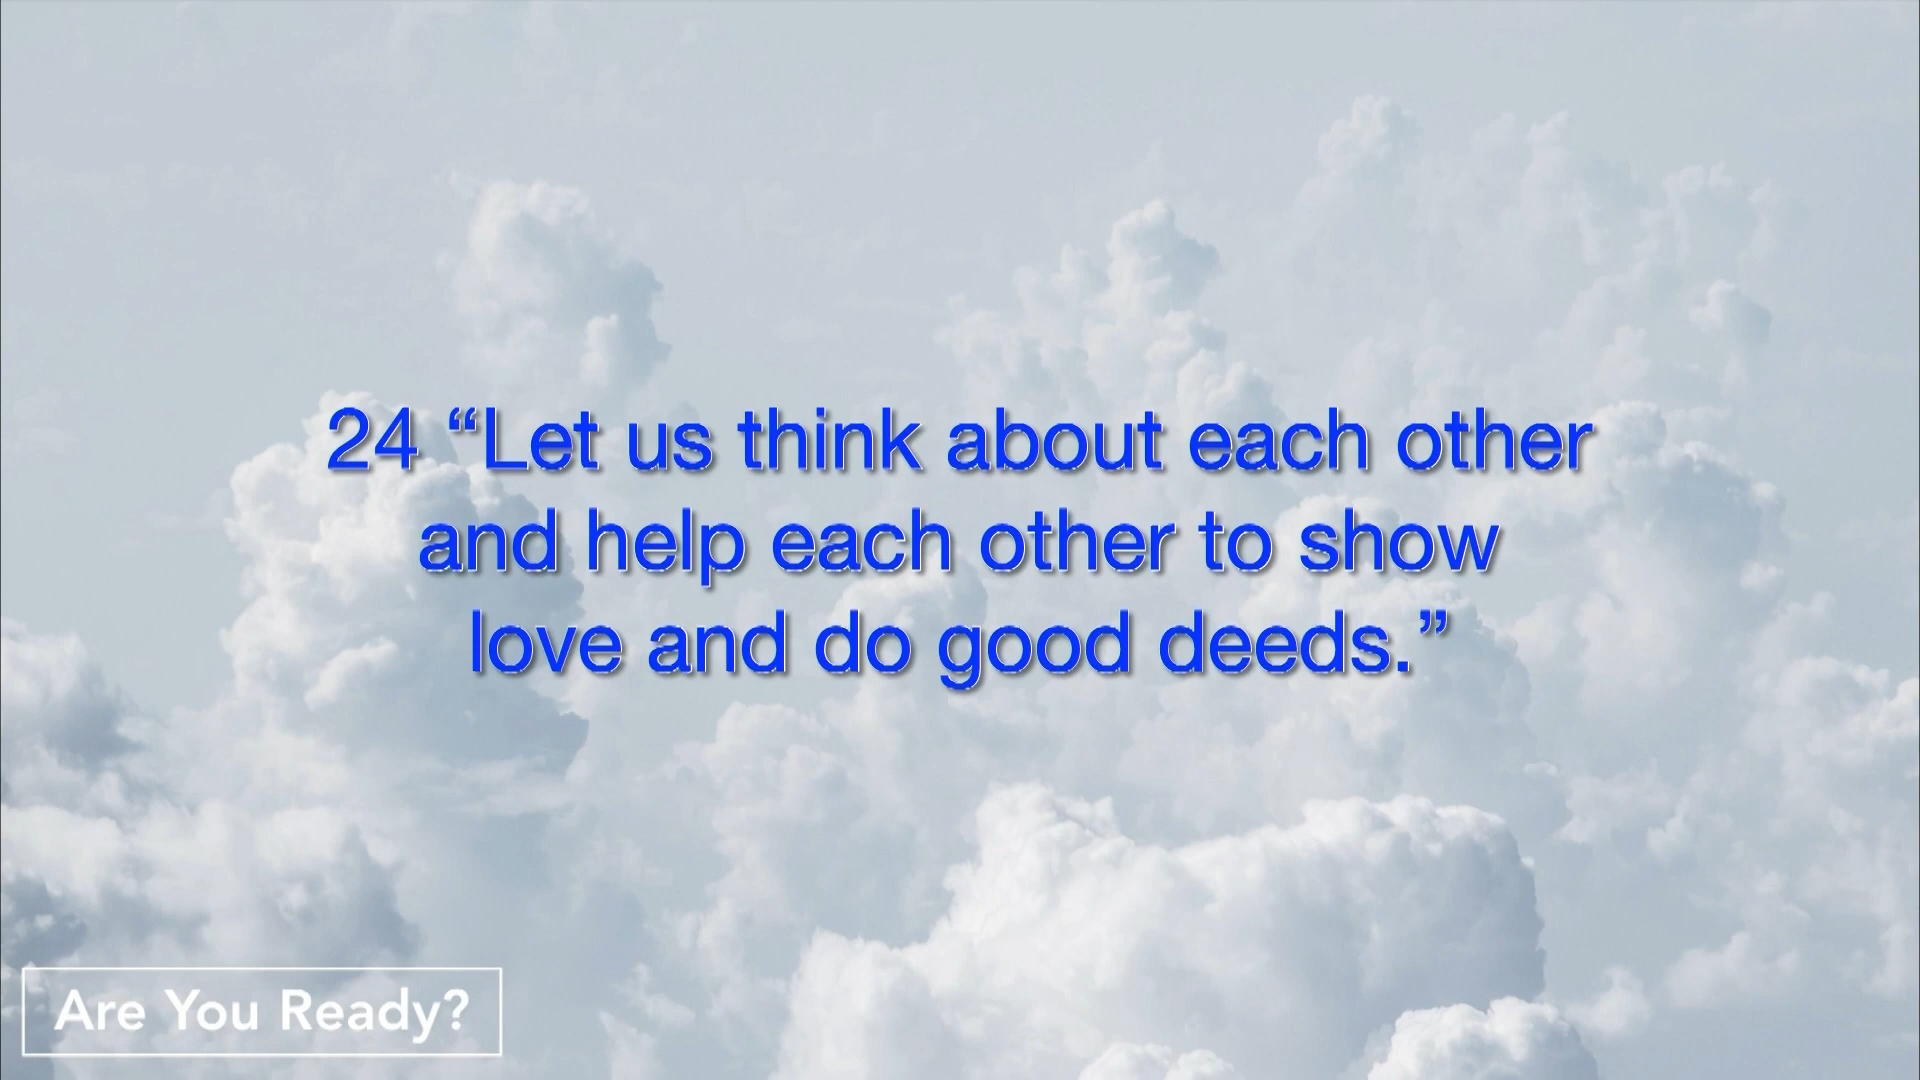 24 “Let us think about each other
and help each other to show
love and do good deeds.”
Are You Ready?